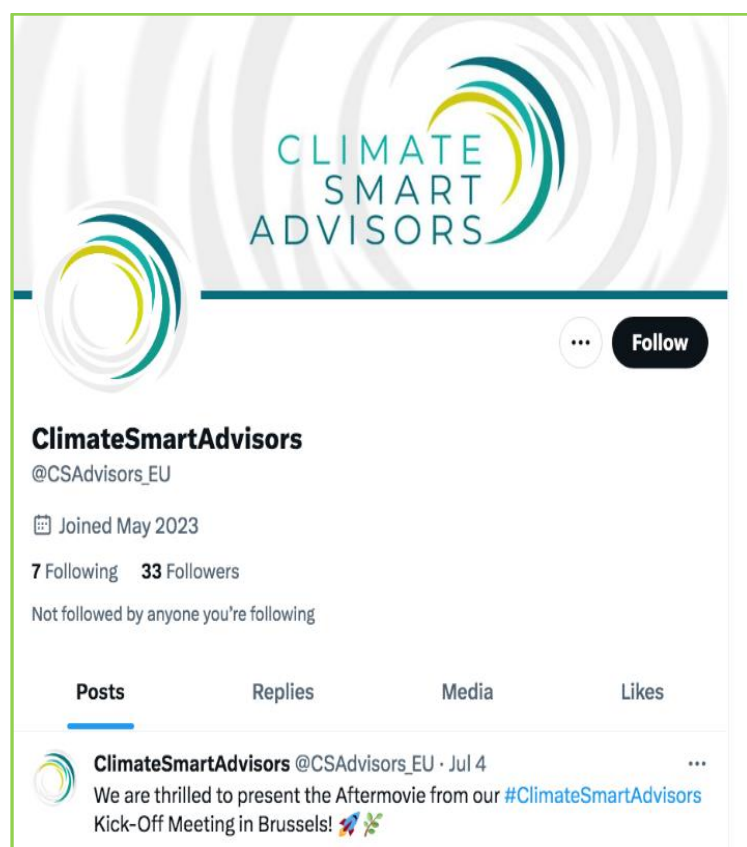 CLIMATE
SMART
ADVISORS
Follow
ClimateSmartAdvisors
@CSAdvisors_EU
Joined May 2023
7 Following 33 Followers
Not followed by anyone you're following
Posts Replies Media Likes
ClimateSmartAdvisors @CSAdvisors_EU · Jul 4
We are thrilled to present the Aftermovie from our #ClimateSmartAdvisors
Kick-Off Meeting in Brussels! 🚀🌿